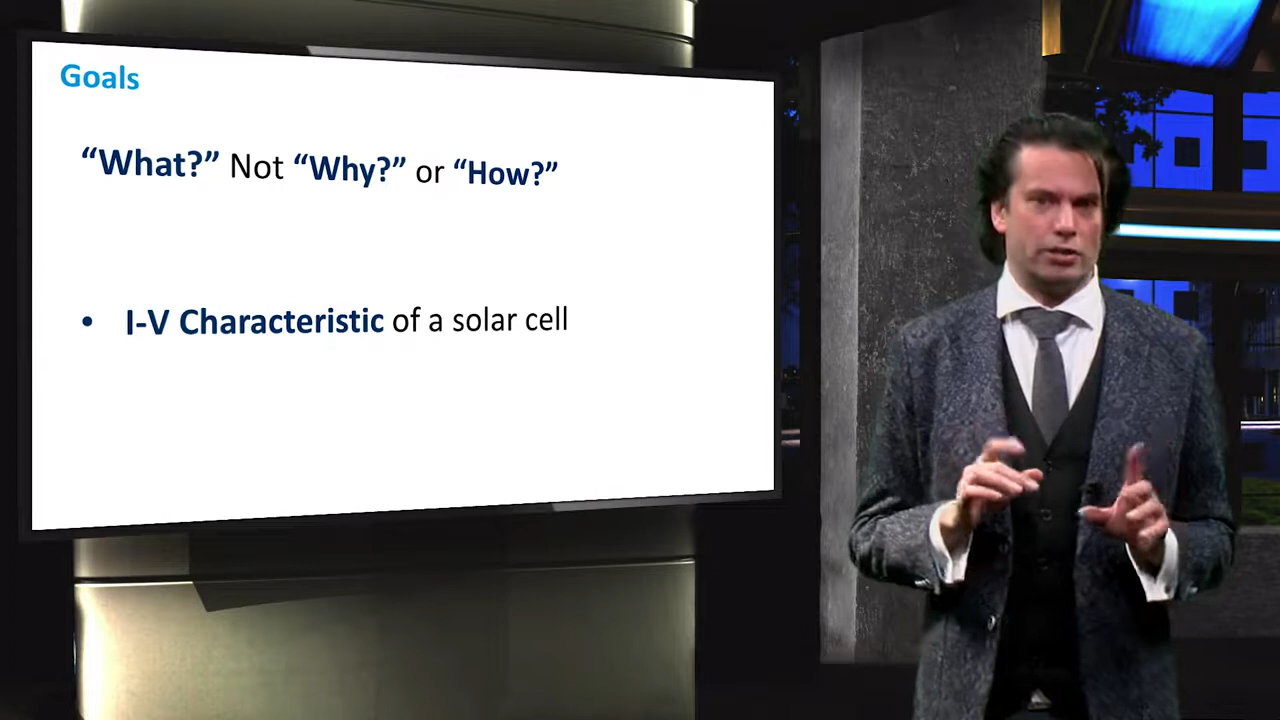 Goals
“What?” Not “Why?” or “How?”
• I-V Characteristic of a solar cell